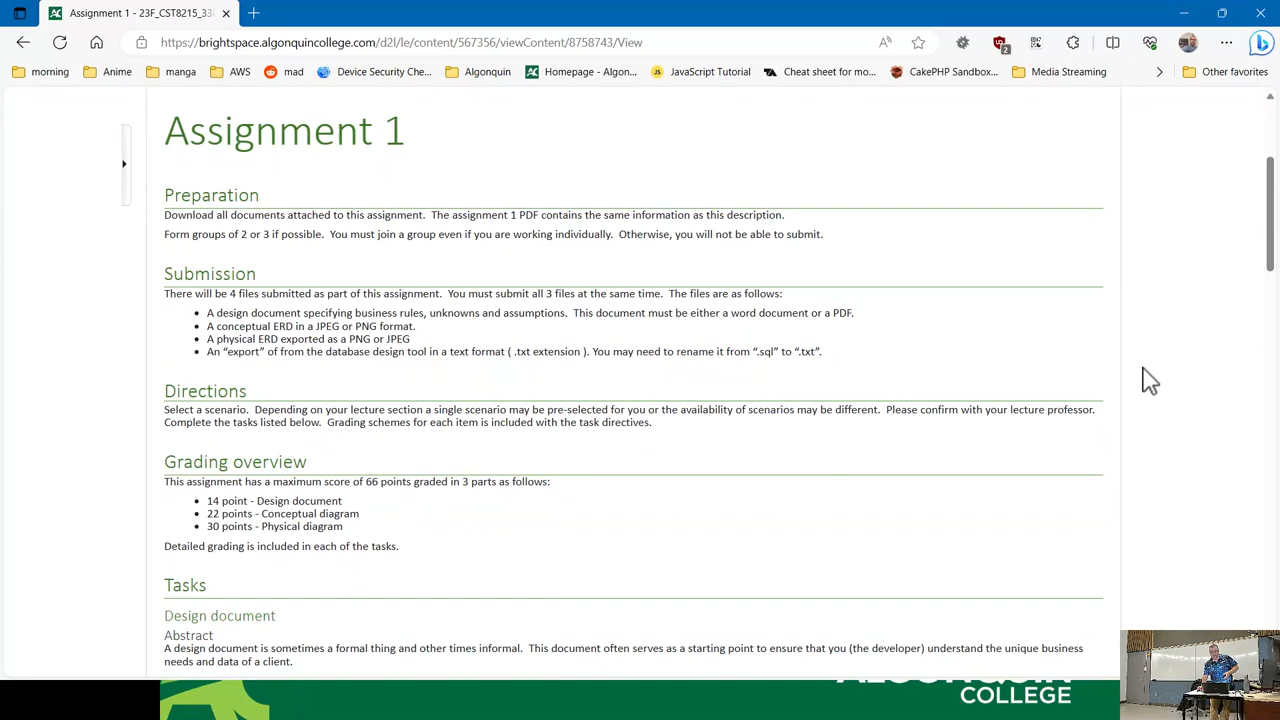 Assignment 1 - 23F_CST8215_33
https://brightspace.algonquincollege.com/d2l/le/content/567356/viewContent/8758743/View
2
morning
Anime
manga
AWS
mad
Device Security Che...
Algonquin
Homepage - Algon...
JavaScript Tutorial
Cheat sheet for mo...
CakePHP Sandbox...
Media Streaming
Other favorites
Assignment 1
Preparation
Download all documents attached to this assignment. The assignment 1 PDF contains the same information as this description.
Form groups of 2 or 3 if possible. You must join a group even if you are working individually. Otherwise, you will not be able to submit.
Submission
There will be 4 files submitted as part of this assignment. You must submit all 3 files at the same time. The files are as follows:
• A design document specifying business rules, unknowns and assumptions. This document must be either a word document or a PDF.
• A conceptual ERD in a JPEG or PNG format.
• A physical ERD exported as a PNG or JPEG
• An “export” of from the database design tool in a text format ( .txt extension ). You may need to rename it from “.sql” to “.txt”.
Directions
Select a scenario. Depending on your lecture section a single scenario may be pre-selected for you or the availability of scenarios may be different. Please confirm with your lecture professor.
Complete the tasks listed below. Grading schemes for each item is included with the task directives.
Grading overview
This assignment has a maximum score of 66 points graded in 3 parts as follows:
• 14 point - Design document
• 22 points - Conceptual diagram
• 30 points - Physical diagram
Detailed grading is included in each of the tasks.
Tasks
Design document
Abstract
A design document is sometimes a formal thing and other times informal. This document often serves as a starting point to ensure that you (the developer) understand the unique business
needs and data of a client.
ALGONQUIN
COLLEGE